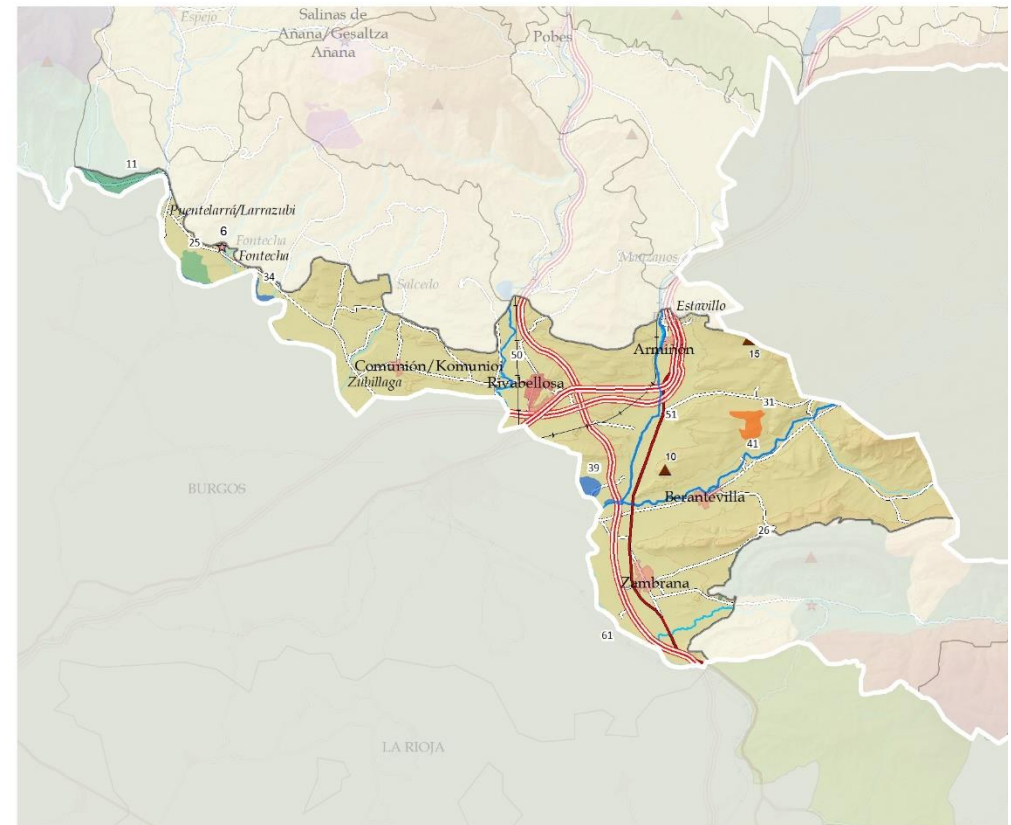 Espejo
Salinas de
Añana/Gesaltza
Añana
Pobes
11
Puentelarrá/Larrazubi
6
25
Fontecha
Fontecha
34
Salcedo
Manzanos
Estavillo
Armiñón
15
50
Comunión/Komunioi
Zubillaga
Rivabellosa
31
51
41
10
39
BURGOS
Berantevilla
26
Zambrana
61
LA RIOJA